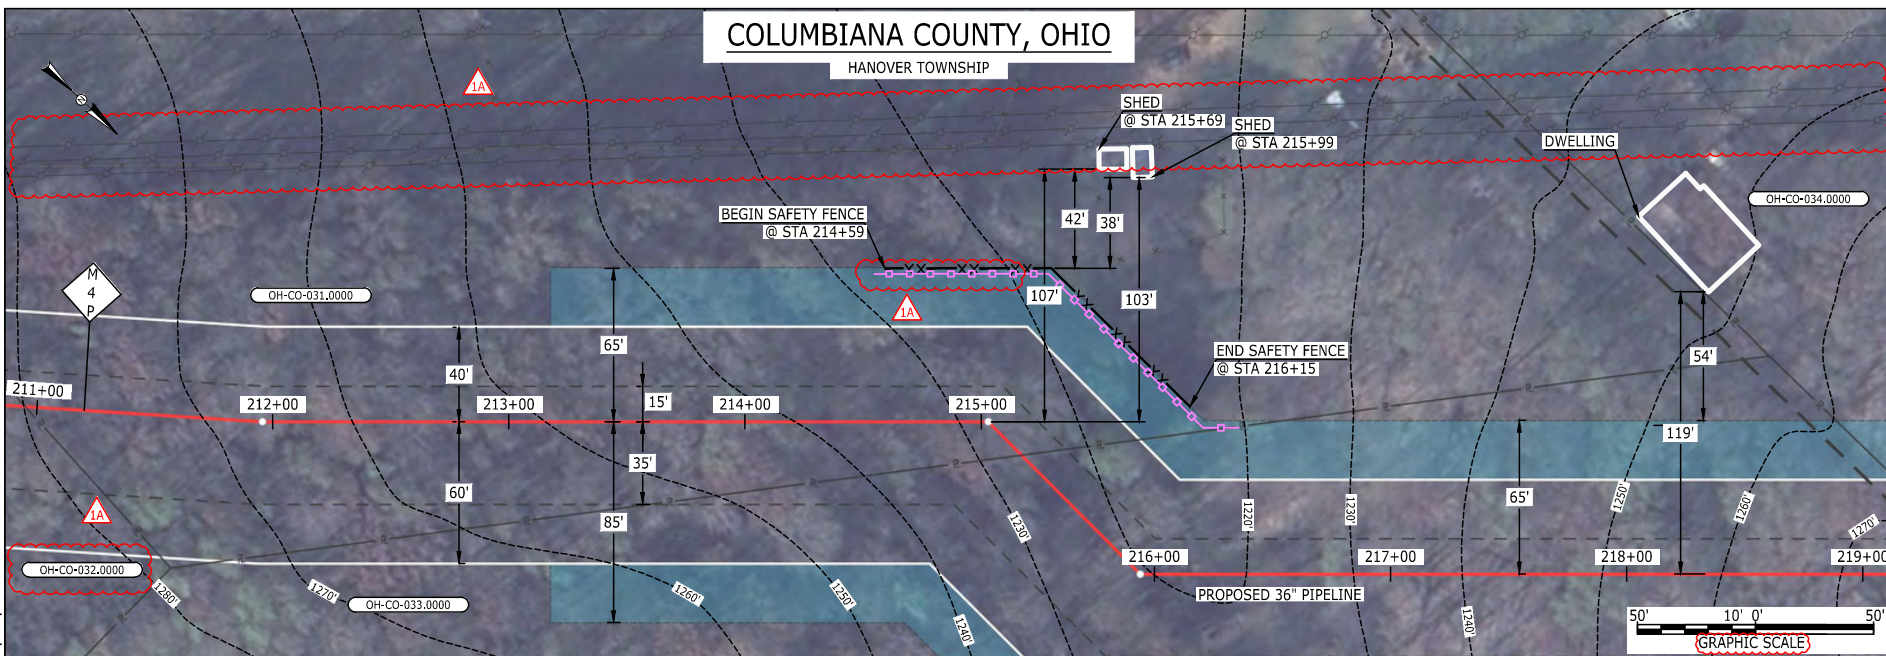 COLUMBIANA COUNTY, OHIO
HANOVER TOWNSHIP
N
1A
SHED
@ STA 215+69
SHED
@ STA 215+99
DWELLING
OH-CO-034.0000
BEGIN SAFETY FENCE
@ STA 214+59
42'
38'
M
4
P
OH-CO-031.0000
107'
103'
1A
65'
END SAFETY FENCE
@ STA 216+15
54'
40'
211+00
212+00
213+00
15'
214+00
215+00
119'
35'
60'
65'
85'
1A
1230'
1220'
1230'
1250'
1260'
1270'
216+00
217+00
218+00
219+00
OH-CO-032.0000
1280'
1270'
OH-CO-033.0000
1260'
1250'
1240'
PROPOSED 36" PIPELINE
1240'
50' 10' 0' 50'
GRAPHIC SCALE